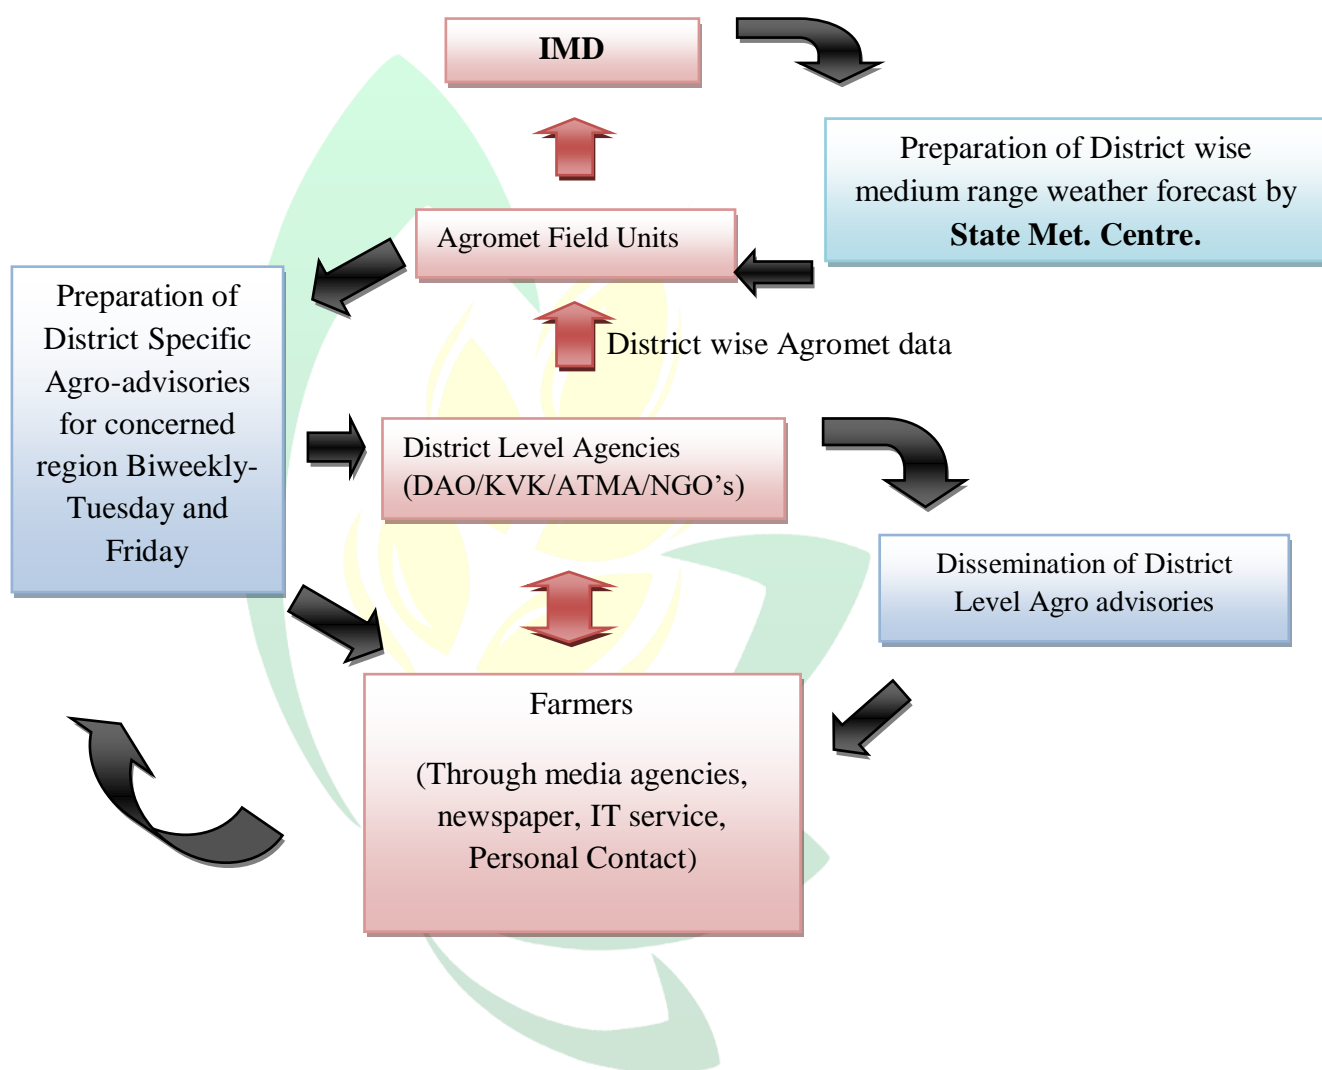 IMD
Preparation of District wise
medium range weather forecast by
State Met. Centre.
Agromet Field Units
Preparation of
District Specific
Agro-advisories
for concerned
region Biweekly-
Tuesday and
Friday
District wise Agromet data
District Level Agencies
(DAO/KVK/ATMA/NGO’s)
Dissemination of District
Level Agro advisories
Farmers
(Through media agencies,
newspaper, IT service,
Personal Contact)